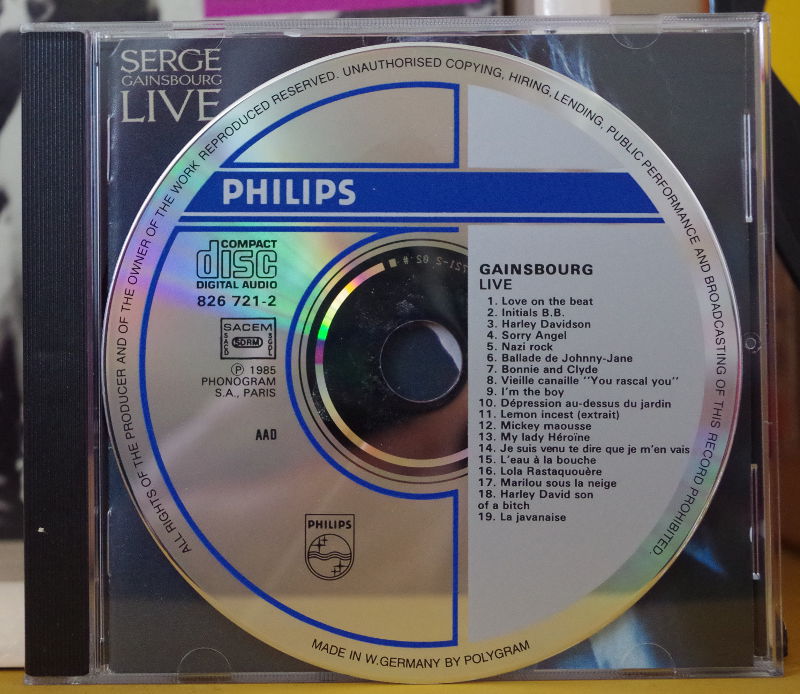 SERGE
GAINSBOURG
LIVE
ALL RIGHTS OF THE PRODUCER AND OF THE OWNER OF THE WORK REPRODUCED RESERVED. UNAUTHORISED COPYING, HIRING, LENDING, PUBLIC PERFORMANCE AND BROADCASTING OF THIS RECORD PROHIBITED.
PHILIPS
COMPACT
disc
DIGITAL AUDIO
826 721-2
SACEM
SACD
SDRM
SGDL
Ⓟ 1985
PHONOGRAM
S.A., PARIS
AAD
PHILIPS
GAINSBOURG
LIVE
1. Love on the beat
2. Initials B.B.
3. Harley Davidson
4. Sorry Angel
5. Nazi rock
6. Ballade de Johnny-Jane
7. Bonnie and Clyde
8. Vieille canaille "You rascal you"
9. I'm the boy
10. Dépression au-dessus du jardin
11. Lemon incest (extrait)
12. Mickey maousse
13. My lady Héroïne
14. Je suis venu te dire que je m'en vais
15. L'eau à la bouche
16. Lola Rastaquouère
17. Marilou sous la neige
18. Harley David son
of a bitch
19. La javanaise
MADE IN W.GERMANY BY POLYGRAM